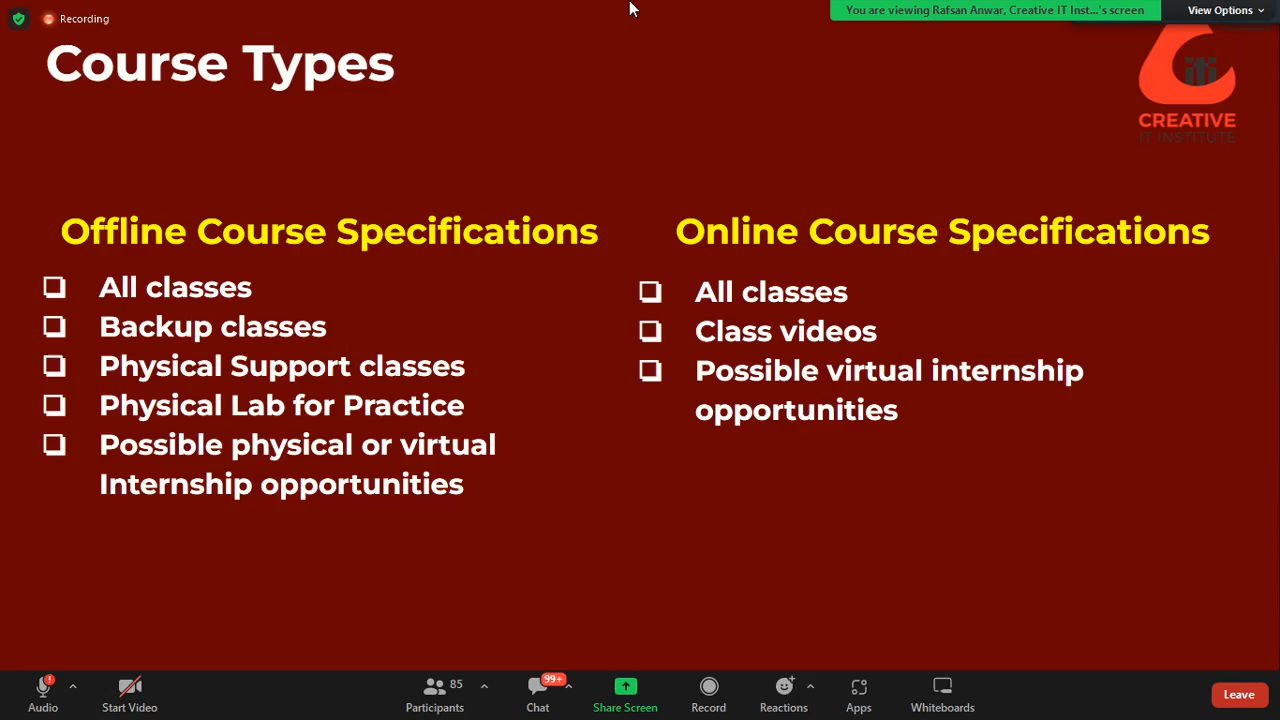 Recording
You are viewing Rafsan Anwar, Creative IT Inst...'s screen
View Options
Course Types
CREATIVE
IT INSTITUTE
Offline Course Specifications
All classes
Backup classes
Physical Support classes
Physical Lab for Practice
Possible physical or virtual
Internship opportunities
Online Course Specifications
All classes
Class videos
Possible virtual internship
opportunities
Audio
Start Video
85
Participants
99+
Chat
Share Screen
Record
Reactions
Apps
Whiteboards
Leave